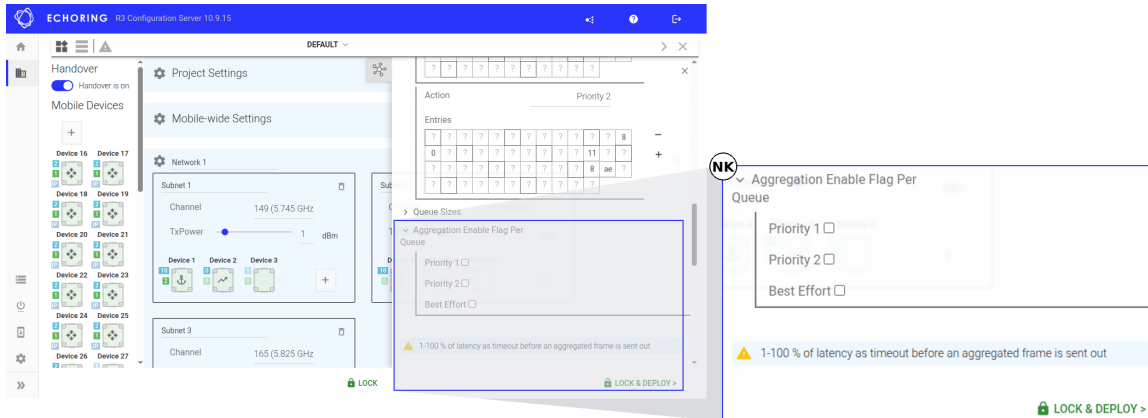 ECHORING R3 Configuration Server 10.9.15
DEFAULT
Handover
Handover is on
Mobile Devices
+
Device 16 Device 17
Device 18 Device 19
Device 20 Device 21
Device 22 Device 23
Device 24 Device 25
Device 26 Device 27
Project Settings
Mobile-wide Settings
Network 1
Subnet 1
Channel 149 (5.745 GHz
TxPower 1 dBm
Device 1 Device 2 Device 3
+
Subnet 3
Channel 165 (5.825 GHz
LOCK
? ? ? ? ? ? ? ? ? ?
Action Priority 2
Entries
? ? ? ? ? ? ? ? ? ? ? 8
0 ? ? ? ? ? ? ? ? 11 ? ?
? ? ? ? ? ? ? ? ? 8 ae ?
? ? ? ? ? ? ? ? ? ?
Queue Sizes
Aggregation Enable Flag Per
Queue
Priority 1
Priority 2
Best Effort
1-100 % of latency as timeout before an aggregated frame is sent out
LOCK & DEPLOY >
NK
Aggregation Enable Flag Per
Queue
Priority 1
Priority 2
Best Effort
1-100 % of latency as timeout before an aggregated frame is sent out
LOCK & DEPLOY >